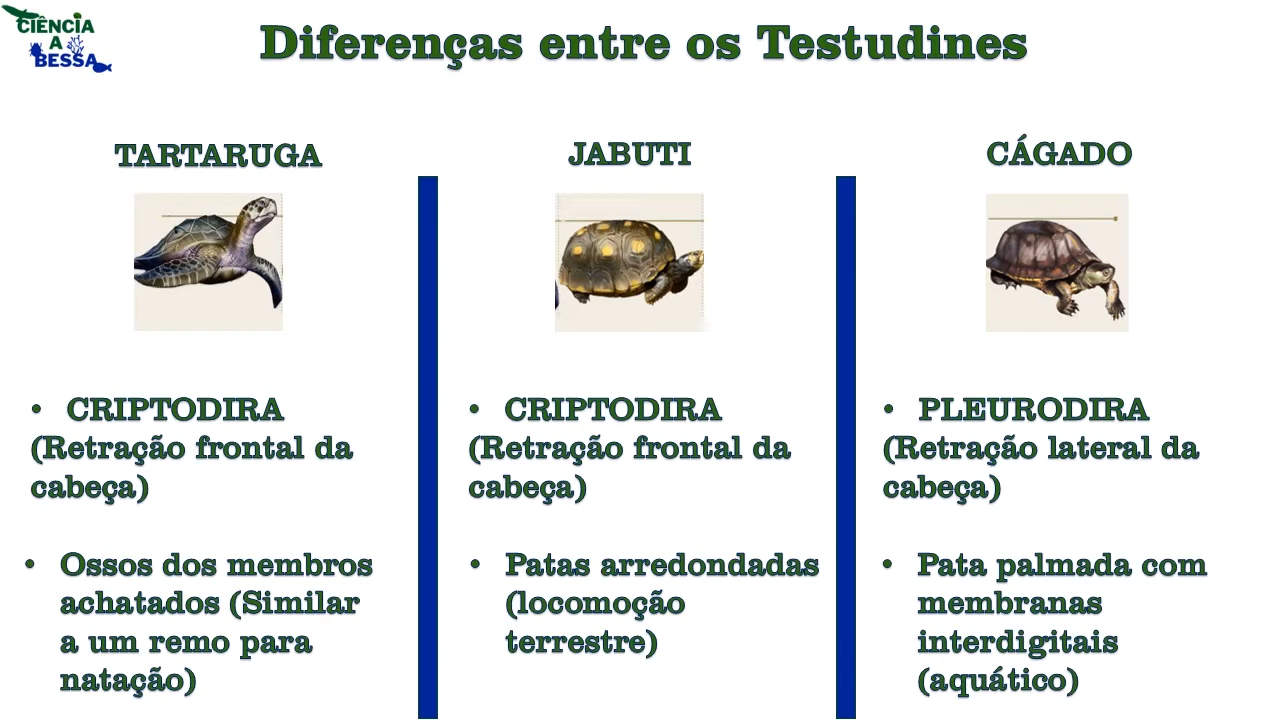 CIÊNCIA
A
BESSA
Diferenças entre os Testudines
TARTARUGA
• CRIPTODIRA
(Retração frontal da
cabeça)
• Ossos dos membros
achatados (Similar
a um remo para
natação)
JABUTI
• CRIPTODIRA
(Retração frontal da
cabeça)
• Patas arredondadas
(locomoção
terrestre)
CÁGADO
• PLEURODIRA
(Retração lateral da
cabeça)
• Pata palmada com
membranas
interdigitais
(aquático)